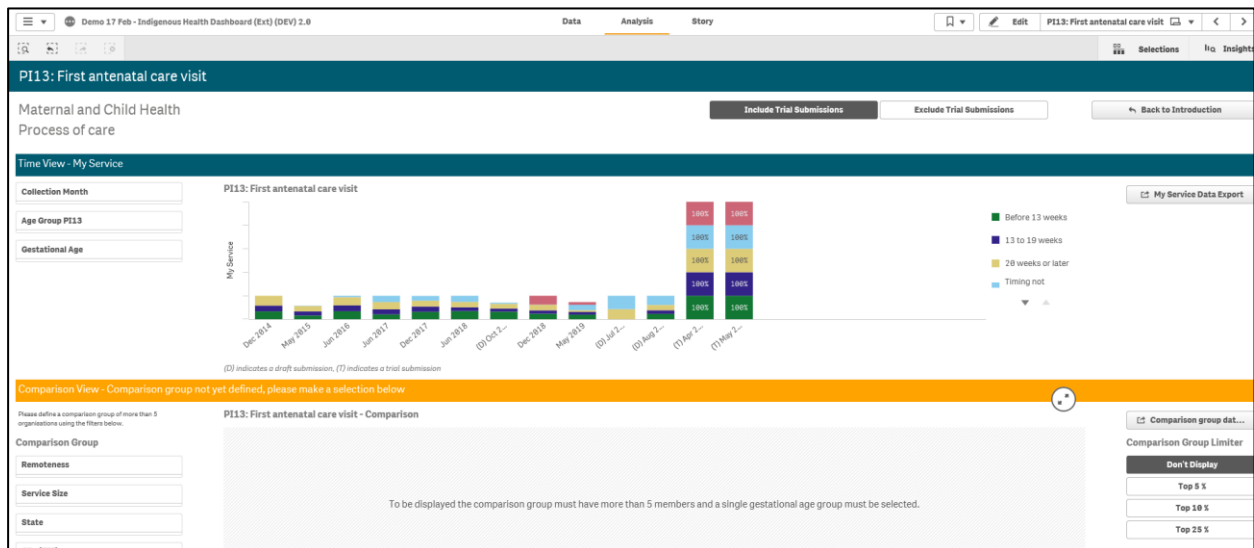 Demo 17 Feb - Indigenous Health Dashboard (Ext) (DEV) 2.0
Data
Analysis
Story
Edit
PI13: First antenatal care visit
Selections
Insights
PI13: First antenatal care visit
Maternal and Child Health
Process of care
Include Trial Submissions
Exclude Trial Submissions
Back to Introduction
Time View - My Service
Collection Month
Age Group PI13
Gestational Age
PI13: First antenatal care visit
My Service
100% 100%
100% 100%
100% 100%
100% 100%
100% 100%
Dec 2014
May 2015
Jun 2016
Jun 2017
Dec 2017
Jun 2018
(D) Oct 2...
Dec 2018
May 2019
(D) Jul 2...
(D) Aug 2...
(T) Apr 2...
(T) May 2...
(D) indicates a draft submission, (T) indicates a trial submission
My Service Data Export
Before 13 weeks
13 to 19 weeks
20 weeks or later
Timing not
Comparison View - Comparison group not yet defined, please make a selection below
Please define a comparison group of more than 5
organisations using the filters below.
Comparison Group
Remoteness
Service Size
State
PI13: First antenatal care visit - Comparison
To be displayed the comparison group must have more than 5 members and a single gestational age group must be selected.
Comparison group dat...
Comparison Group Limiter
Don't Display
Top 5 %
Top 10 %
Top 25 %